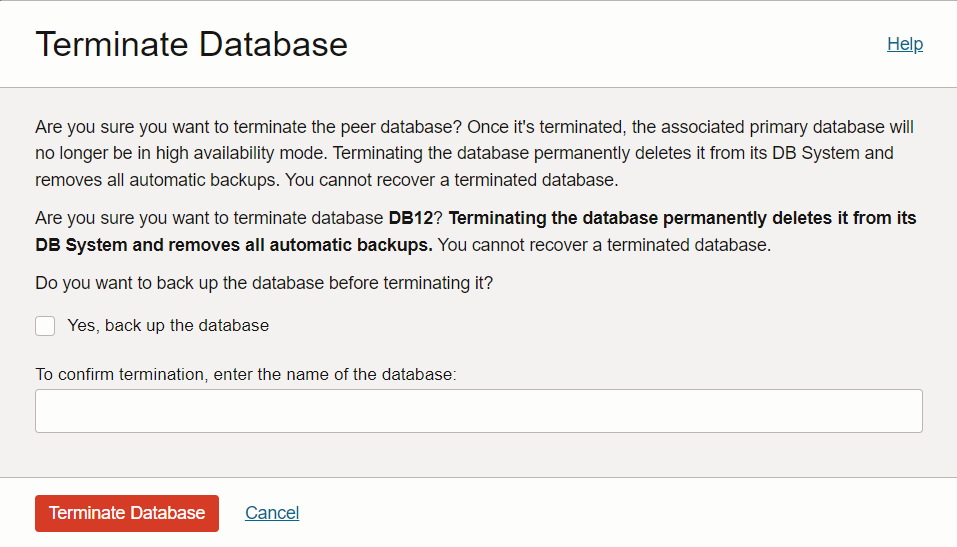 Terminate Database
Help
Are you sure you want to terminate the peer database? Once it's terminated, the associated primary database will
no longer be in high availability mode. Terminating the database permanently deletes it from its DB System and
removes all automatic backups. You cannot recover a terminated database.
Are you sure you want to terminate database DB12? Terminating the database permanently deletes it from its
DB System and removes all automatic backups. You cannot recover a terminated database.
Do you want to back up the database before terminating it?
Yes, back up the database
To confirm termination, enter the name of the database:
Terminate Database
Cancel